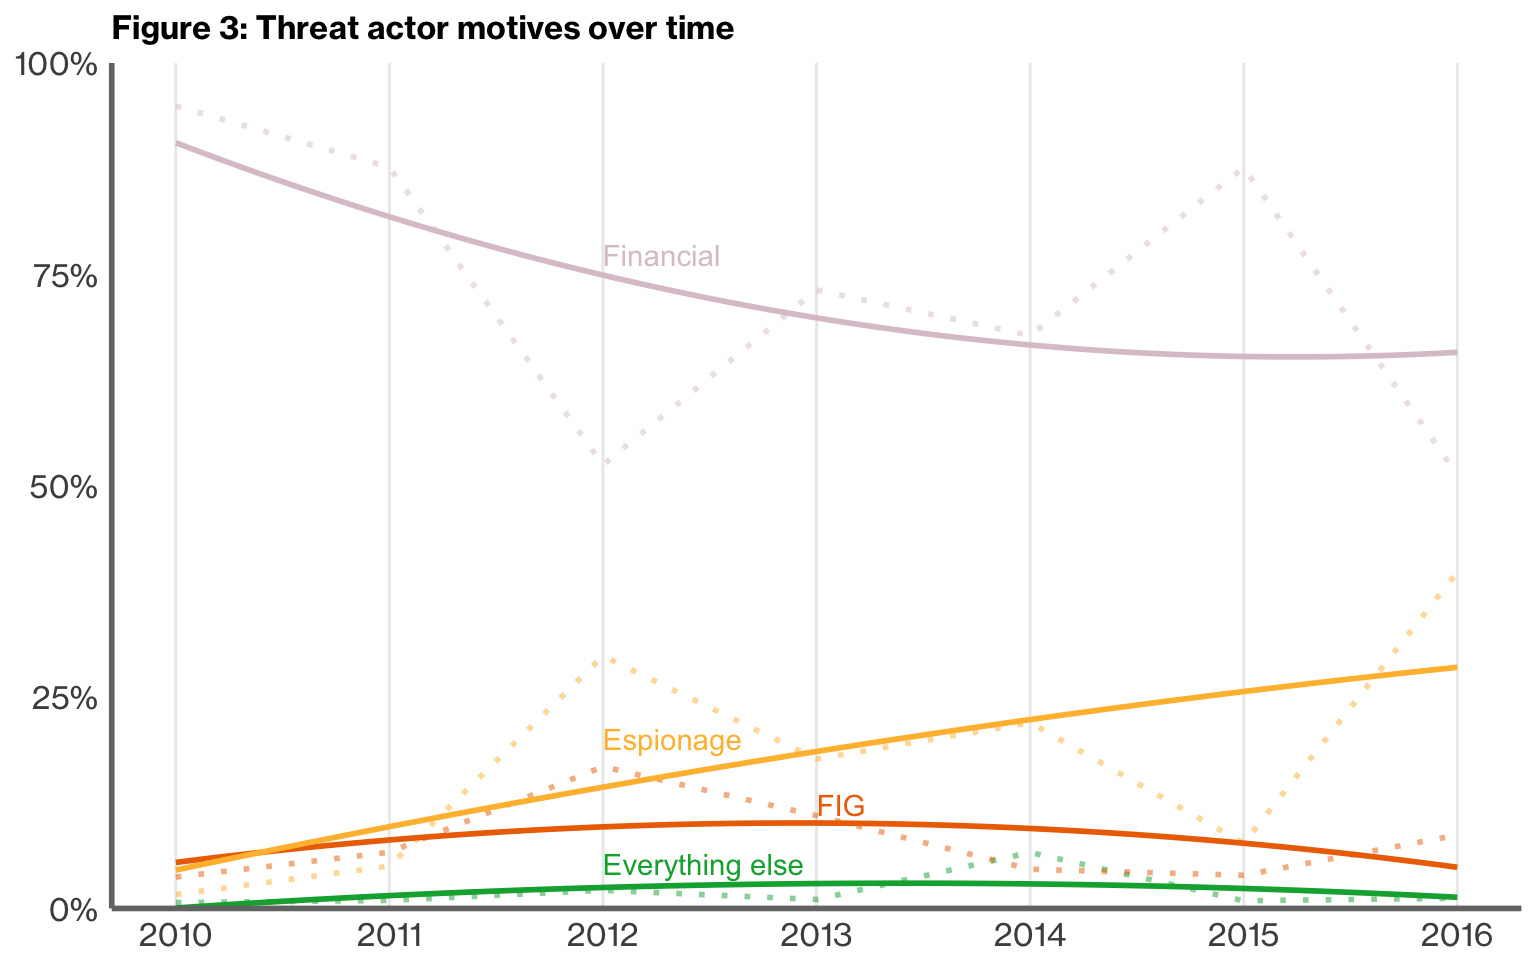 Figure 3: Threat actor motives over time
100%
75%
50%
25%
0%
Financial
Espionage
FIG
Everything else
2010 2011 2012 2013 2014 2015 2016